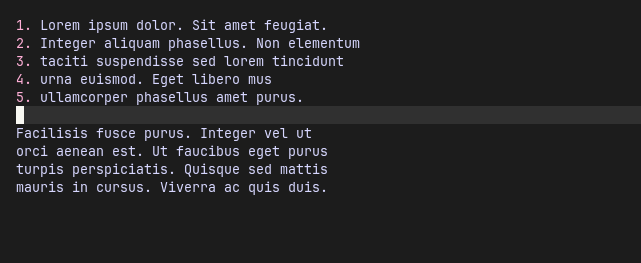 1. Lorem ipsum dolor. Sit amet feugiat.
2. Integer aliquam phasellus. Non elementum
3. taciti suspendisse sed lorem tincidunt
4. urna euismod. Eget libero mus
5. ullamcorper phasellus amet purus.
Facilisis fusce purus. Integer vel ut
orci aenean est. Ut faucibus eget purus
turpis perspiciatis. Quisque sed mattis
mauris in cursus. Viverra ac quis duis.